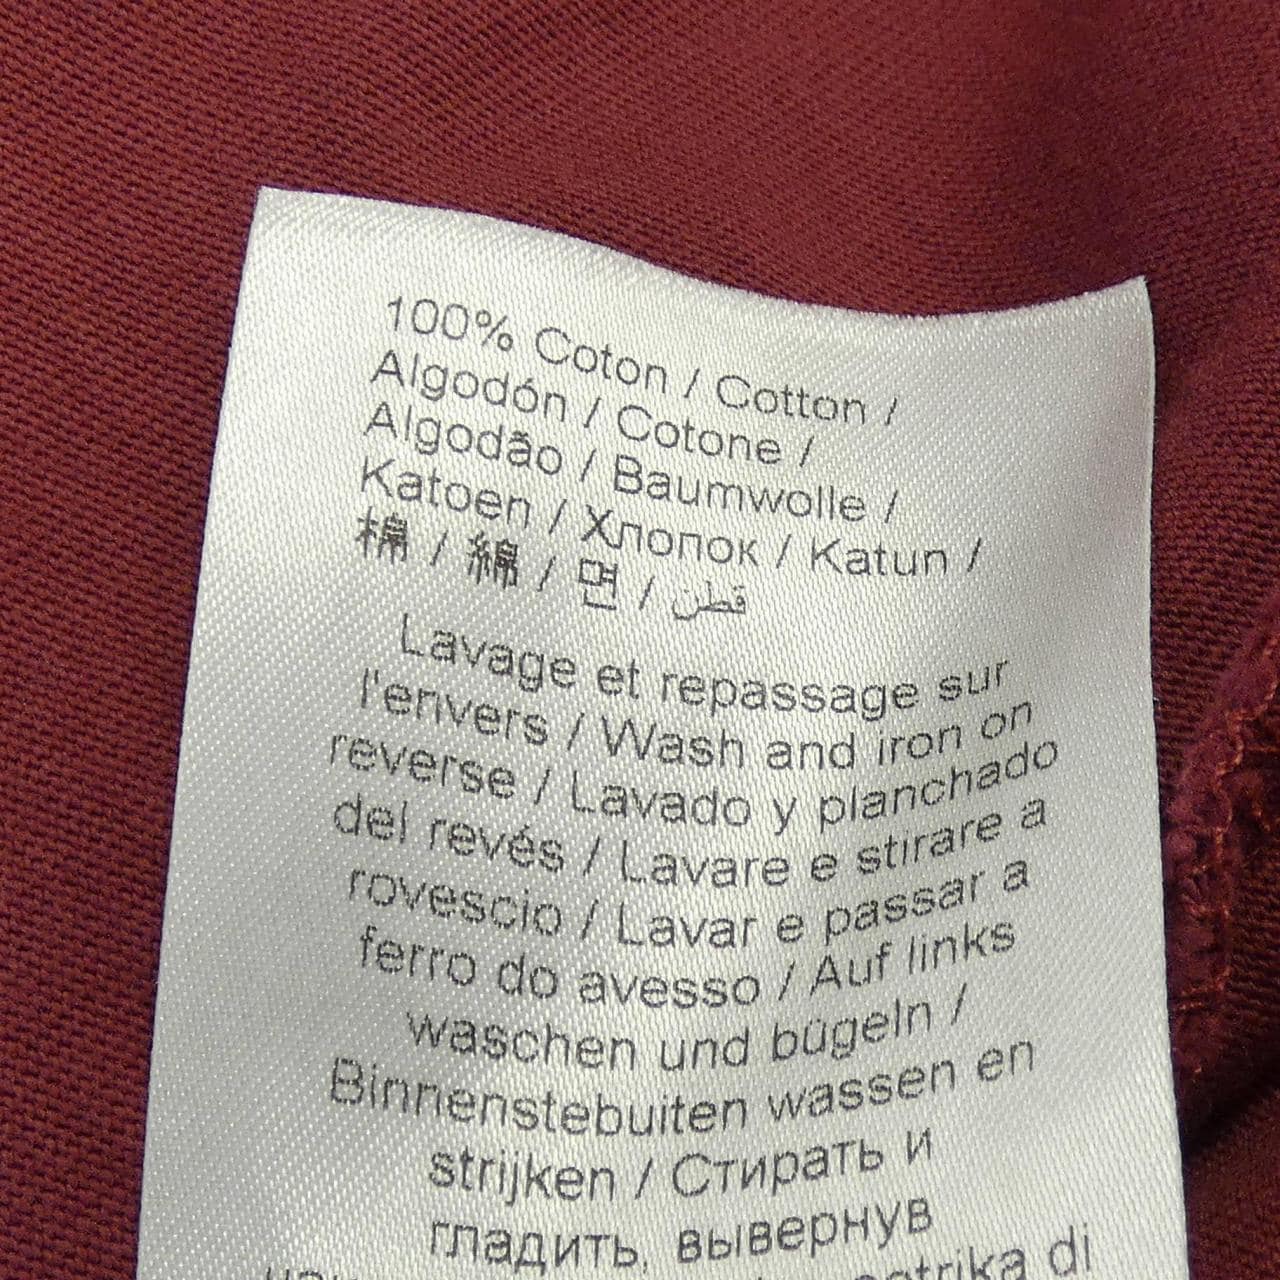 100% Coton / Cotton /
Algodón / Cotone /
Algodão / Baumwolle /
Katoen / Хлопок / Katun /
棉 / 綿 / 면 / قطن
Lavage et repassage sur
l'envers / Wash and iron on
reverse / Lavado y planchado
del revés / Lavare e stirare a
rovescio / Lavar e passar a
ferro do avesso / Auf links
waschen und bügeln /
Binnenstebuiten wassen en
strijken / Стирать и
гладить, вывернув
di